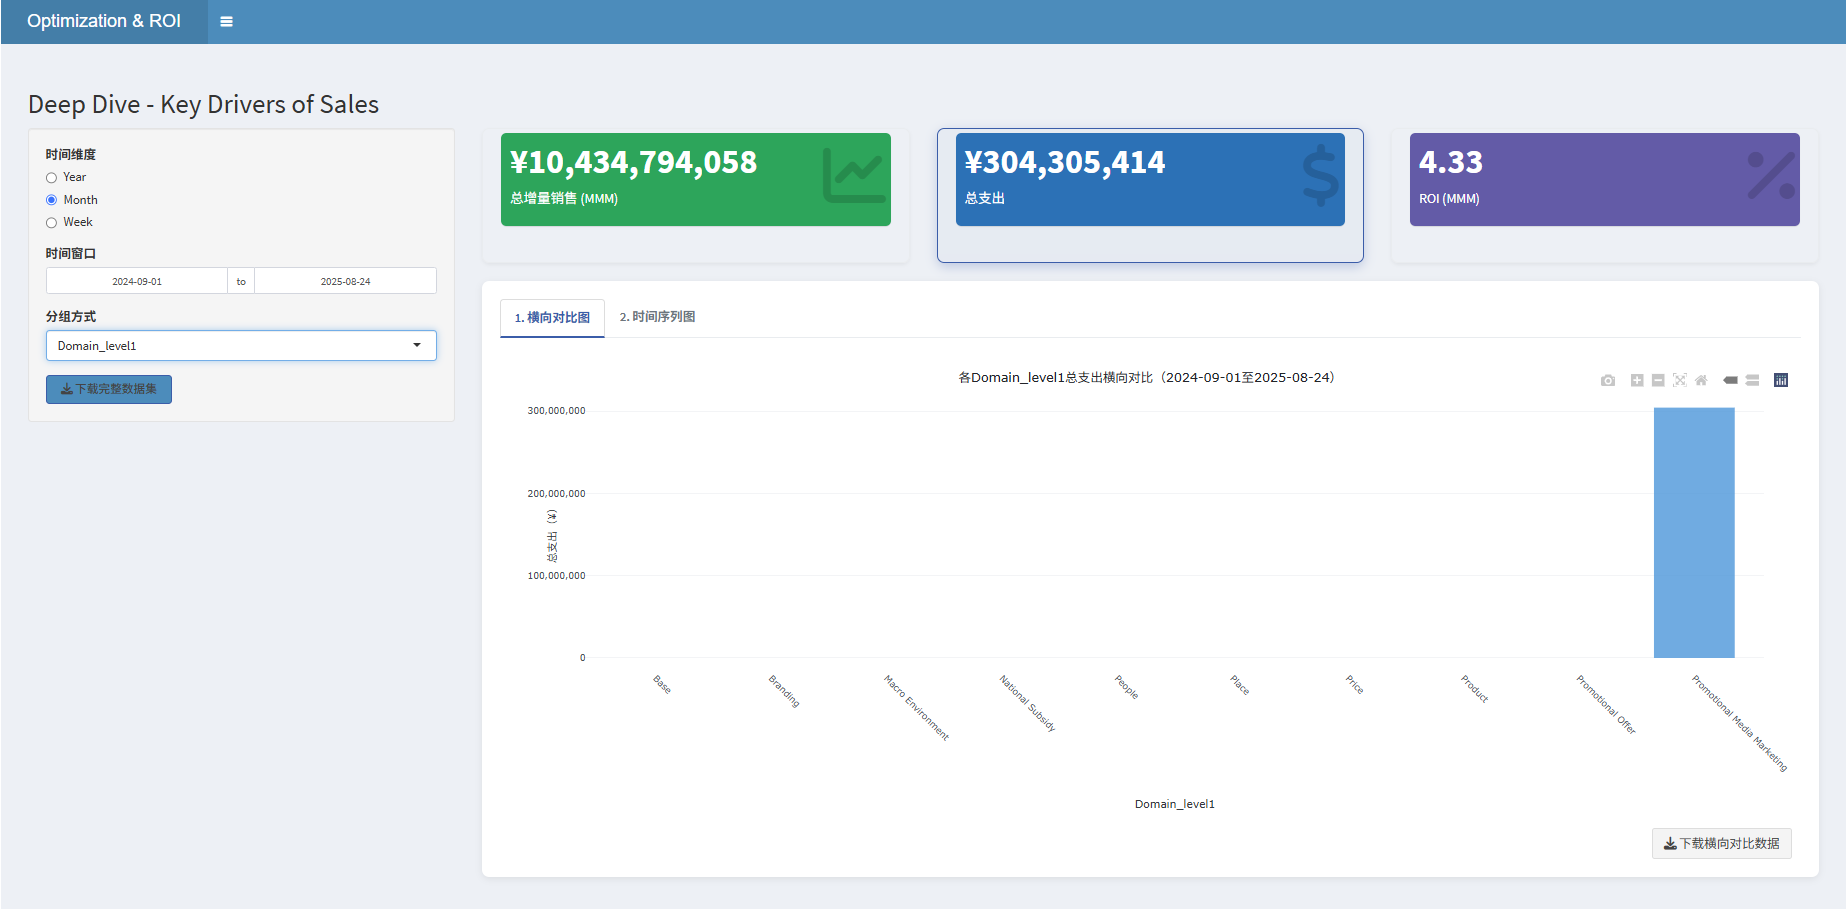 Optimization & ROI
Deep Dive - Key Drivers of Sales
时间维度
Year
Month
Week
时间窗口
2024-09-01 to 2025-08-24
分组方式
Domain_level1
下载完整数据集
¥10,434,794,058
总增量销售 (MMM)
¥304,305,414
总支出
4.33
ROI (MMM)
1. 横向对比图
2. 时间序列图
各Domain_level1总支出横向对比（2024-09-01至2025-08-24）
300,000,000
200,000,000
100,000,000
0
总支出（¥）
Base
Branding
Macro Environment
National Subsidy
People
Place
Price
Product
Promotional Offer
Promotional Media Marketing
Domain_level1
下载横向对比数据